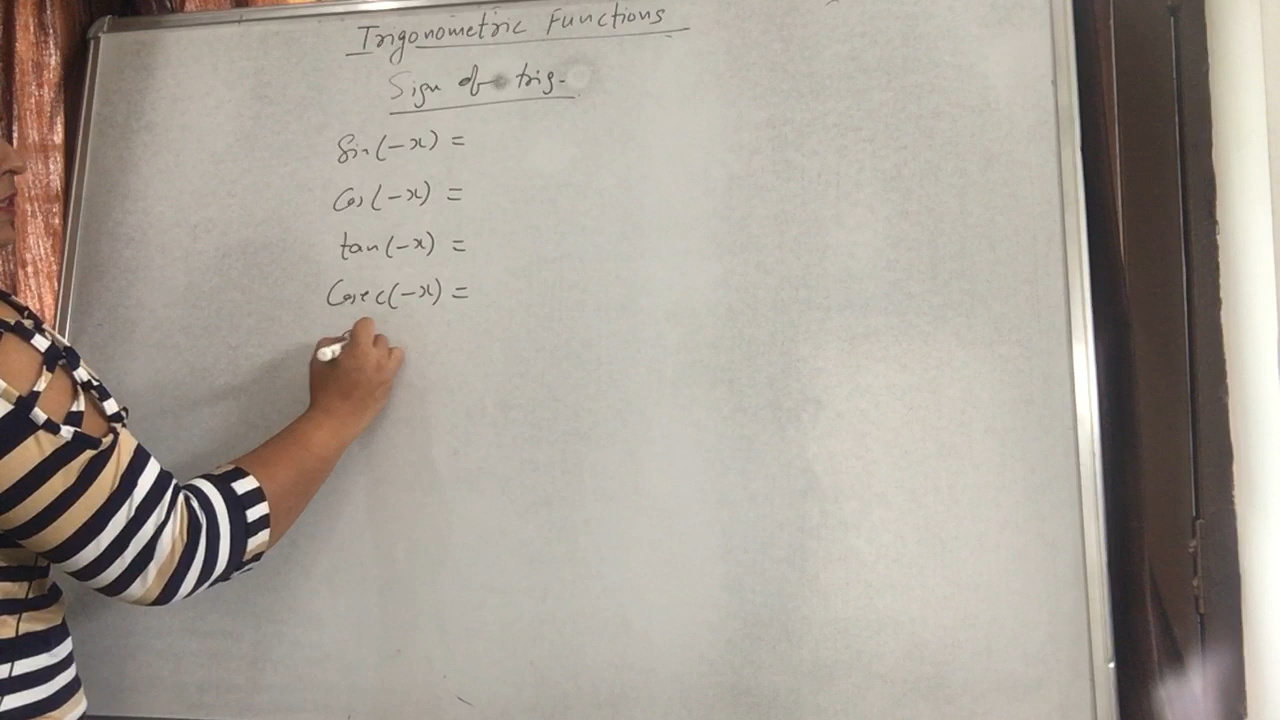 Trigonometric Functions
Sign of trig.
Sin(-x) =
Cos(-x) =
tan(-x) =
Cosec(-x) =